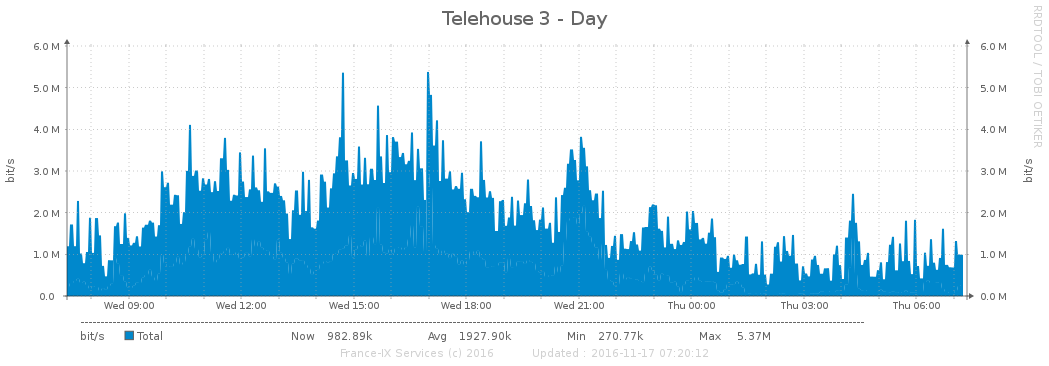 Telehouse 3 - Day
RRDTOOL / TOBI OETIKER
6.0 M 6.0 M
5.0 M 5.0 M
4.0 M 4.0 M
3.0 M 3.0 M
2.0 M 2.0 M
1.0 M 1.0 M
0.0 0.0 M
bit/s bit/s
Wed 09:00 Wed 12:00 Wed 15:00 Wed 18:00 Wed 21:00 Thu 00:00 Thu 03:00 Thu 06:00
bit/s Total Now 982.89k Avg 1927.90k Min 270.77k Max 5.37M
France-IX Services (c) 2016 Updated : 2016-11-17 07:20:12